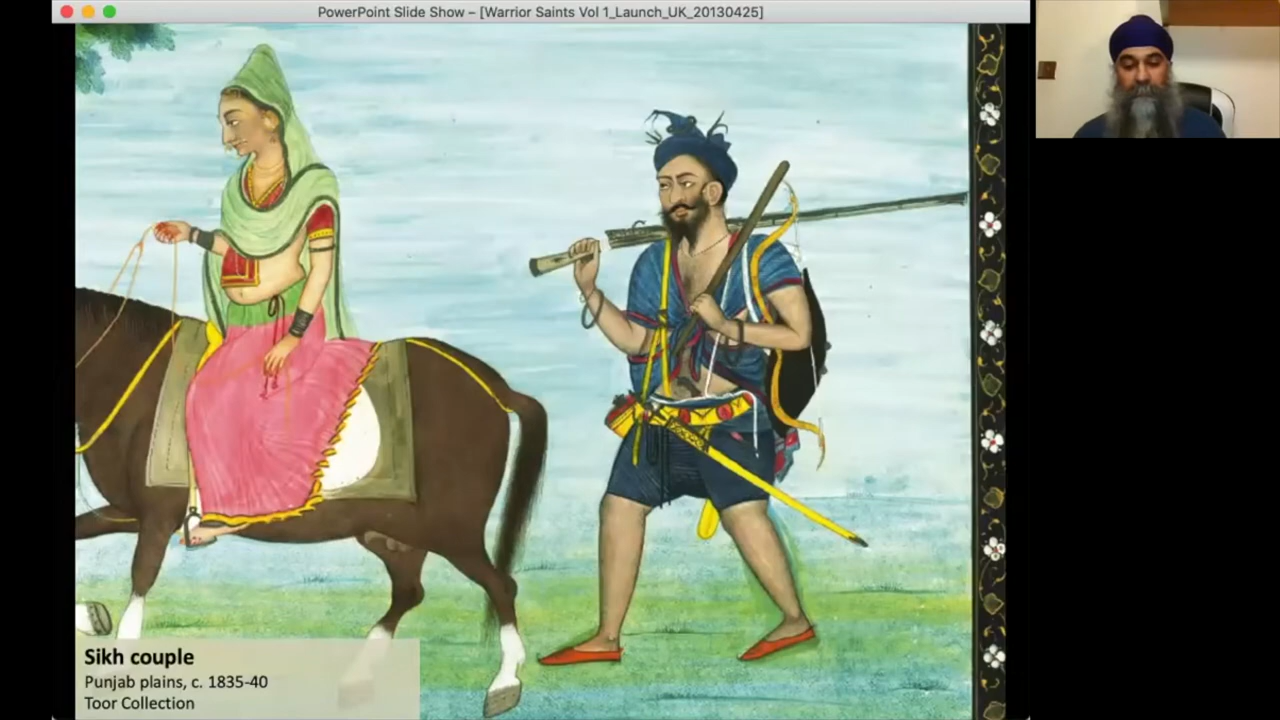 PowerPoint Slide Show – [Warrior Saints Vol 1_Launch_UK_20130425]
Sikh couple
Punjab plains, c. 1835-40
Toor Collection